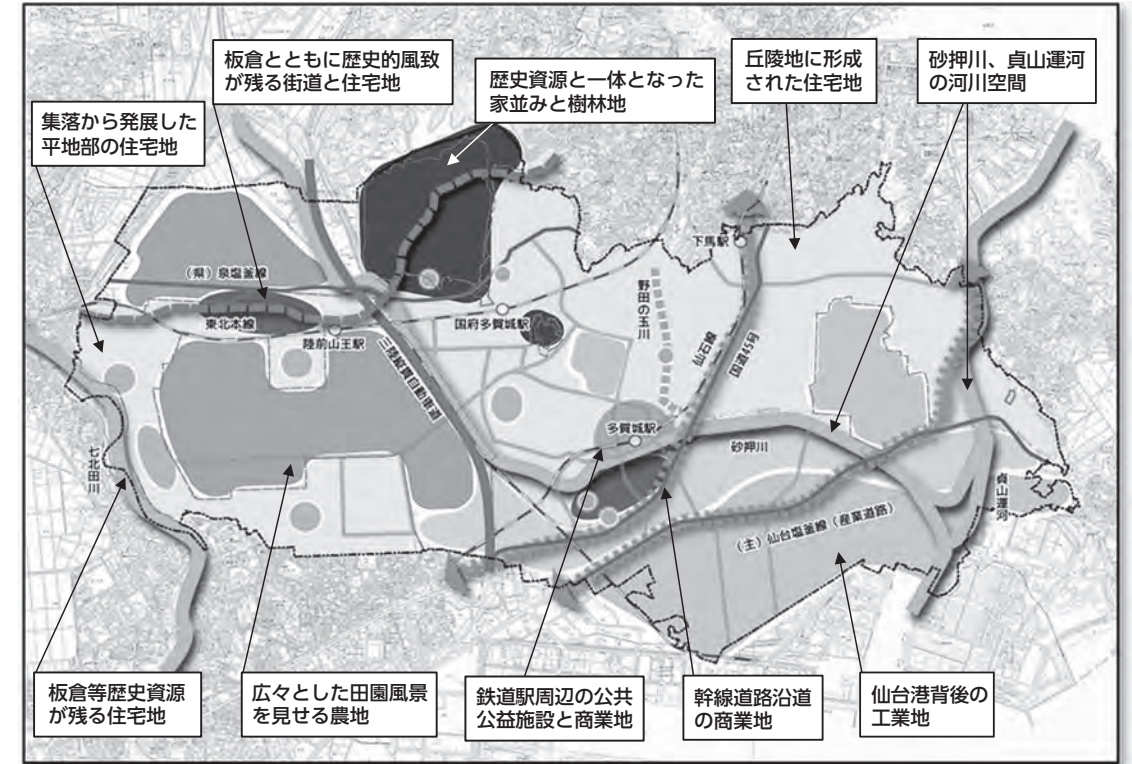 板倉とともに歴史的風致
が残る街道と住宅地
歴史資源と一体となった
家並みと樹林地
丘陵地に形成
された住宅地
砂押川、貞山運河
の河川空間
集落から発展した
平地部の住宅地
下馬駅
(県)泉塩釜線
東北本線
陸前山王駅
国府多賀城駅
野田の玉川
仙石線
国道45号
三陸縦貫自動車道
多賀城駅
砂押川
七北田川
貞山運河
(主)仙台塩釜線(産業道路)
板倉等歴史資源
が残る住宅地
広々とした田園風景
を見せる農地
鉄道駅周辺の公共
公益施設と商業地
幹線道路沿道
の商業地
仙台港背後の
工業地